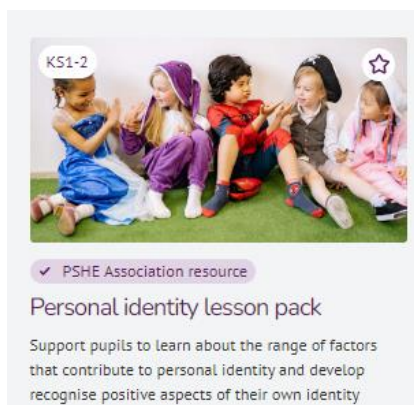 KS1-2
PSHE Association resource
Personal identity lesson pack
Support pupils to learn about the range of factors
that contribute to personal identity and develop
recognise positive aspects of their own identity